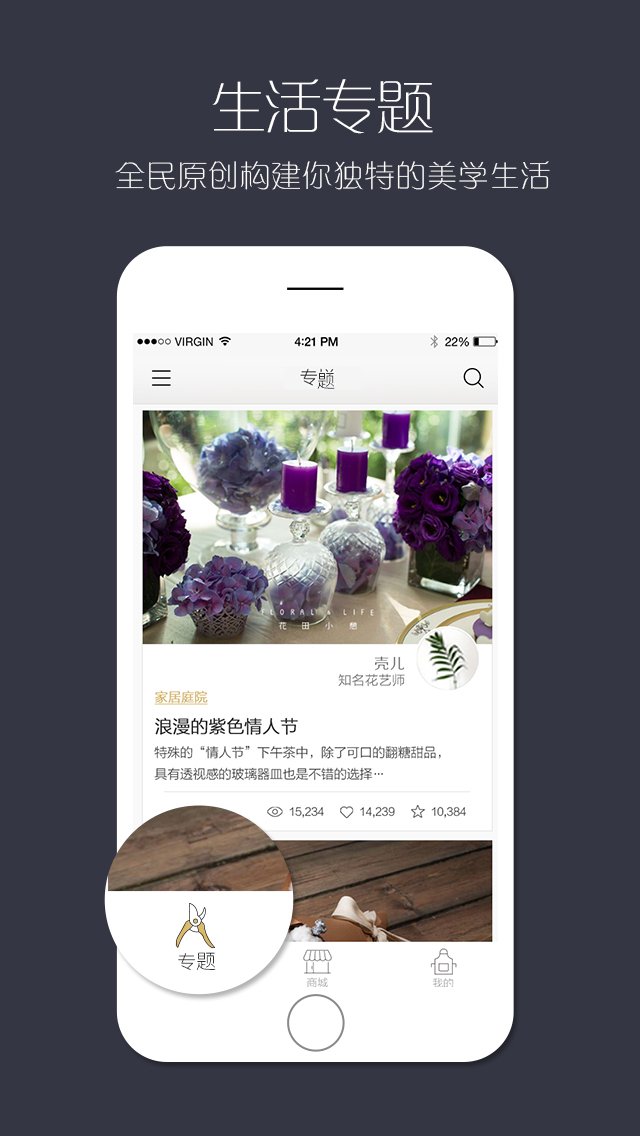 生活专题
全民原创构建你独特的美学生活
VIRGIN 4:21 PM 22%
专题
FLORAL & LIFE
花田小憩
壳儿
知名花艺师
家居庭院
浪漫的紫色情人节
特殊的“情人节”下午茶中，除了可口的翻糖甜品，
具有透视感的玻璃器皿也是不错的选择…
15,234 14,239 10,384
专题
商城
我的